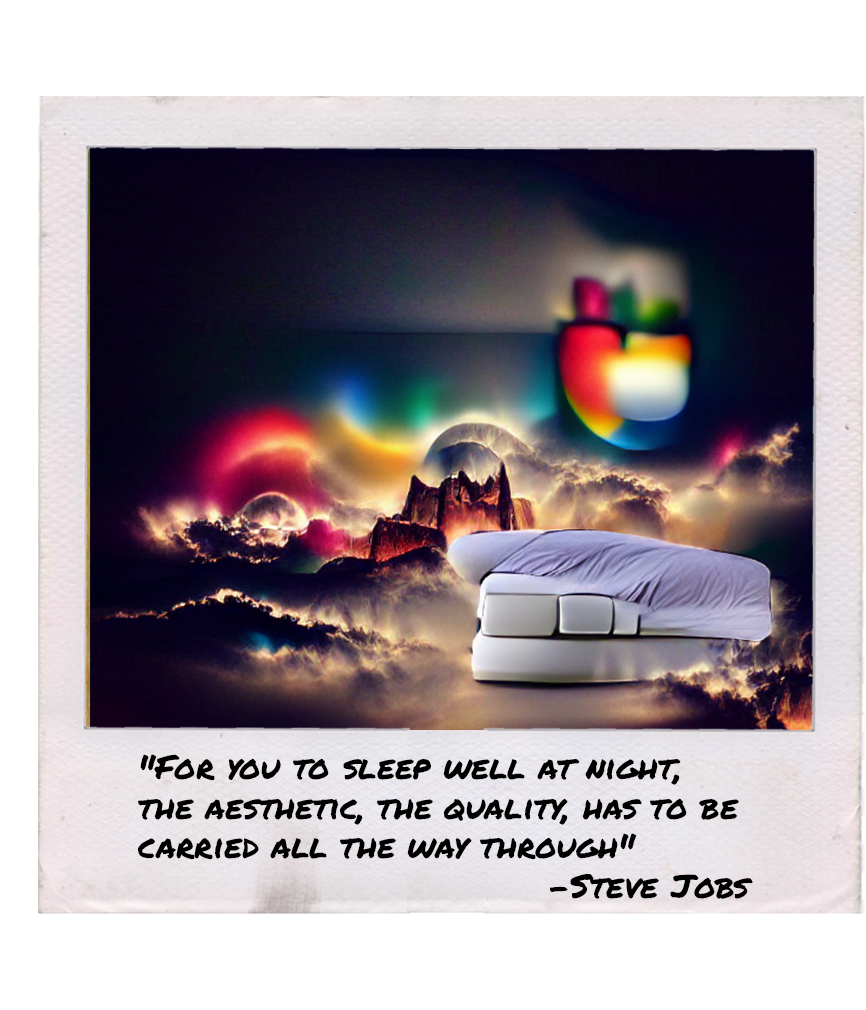 "For you to sleep well at night,
the aesthetic, the quality, has to be
carried all the way through"
-Steve Jobs